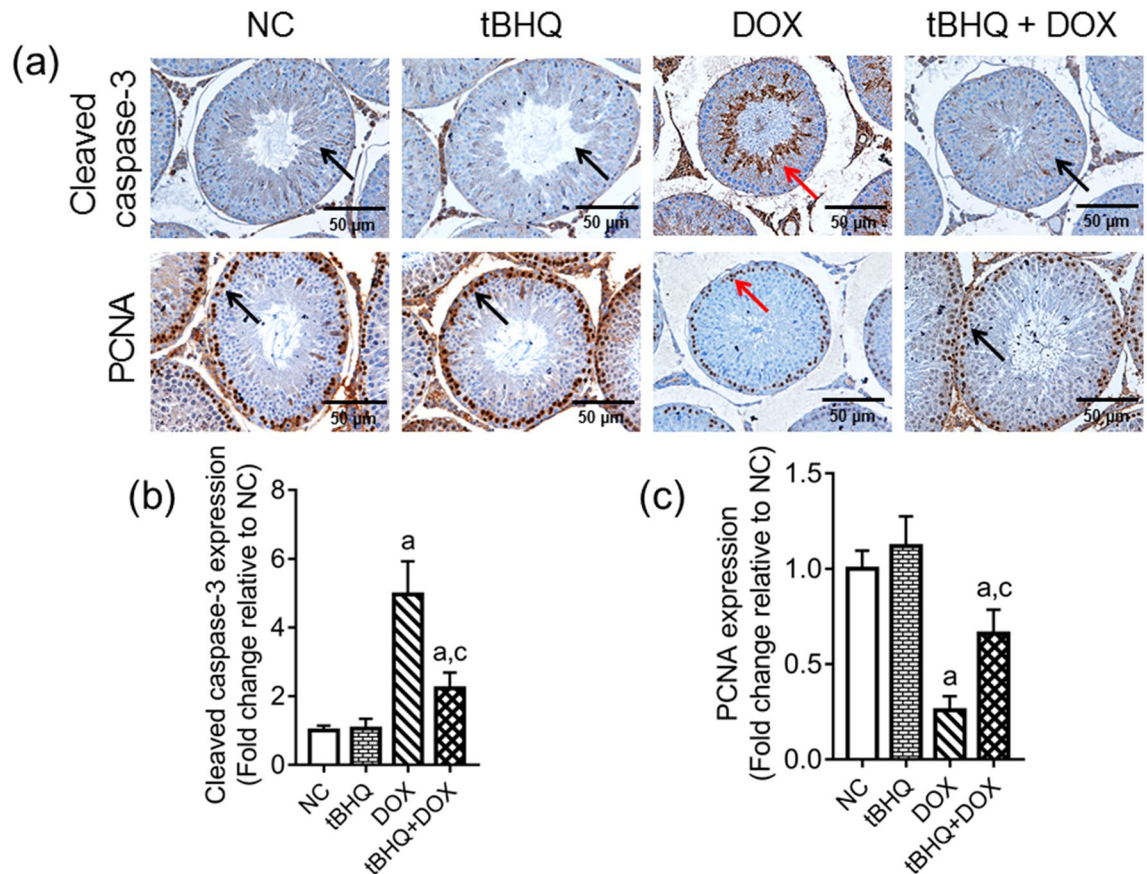 NC tBHQ DOX tBHQ + DOX
(a)
Cleaved
caspase-3
50 µm 50 µm 50 µm 50 µm
PCNA
50 µm 50 µm 50 µm 50 µm
(b)
Cleaved caspase-3 expression
(Fold change relative to NC)
8
6
4
2
0
a
a,c
NC tBHQ DOX tBHQ+DOX
(c)
PCNA expression
(Fold change relative to NC)
1.5
1.0
0.5
0.0
a
a,c
NC tBHQ DOX tBHQ+DOX